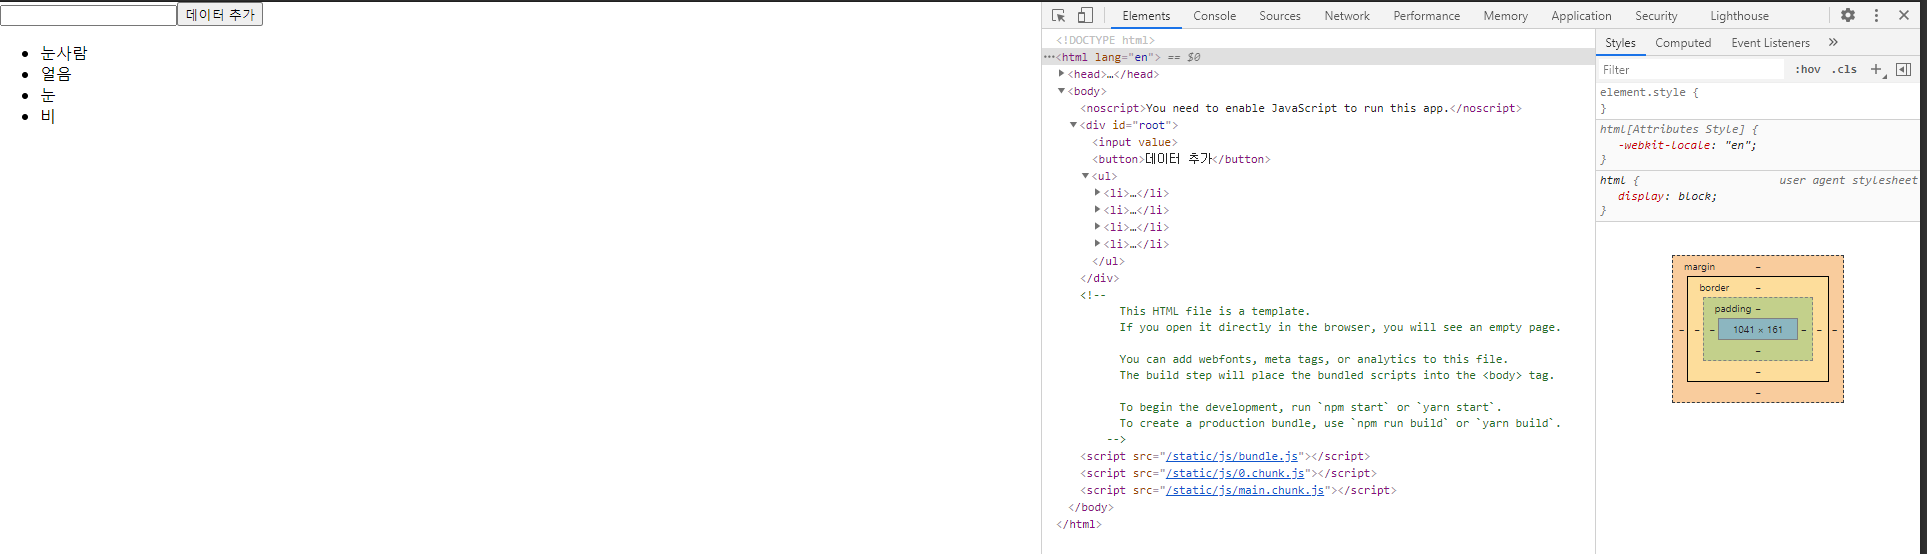 데이터 추가
눈사람
얼음
눈
비
Elements Console Sources Network Performance Memory Application Security Lighthouse
<!DOCTYPE html>
…<html lang="en"> == $0
<head>…</head>
<body>
<noscript>You need to enable JavaScript to run this app.</noscript>
<div id="root">
<input value>
<button>데이터 추가</button>
<ul>
<li>…</li>
<li>…</li>
<li>…</li>
<li>…</li>
</ul>
</div>
<!--
This HTML file is a template.
If you open it directly in the browser, you will see an empty page.
You can add webfonts, meta tags, or analytics to this file.
The build step will place the bundled scripts into the <body> tag.
To begin the development, run `npm start` or `yarn start`.
To create a production bundle, use `npm run build` or `yarn build`.
-->
<script src="/static/js/bundle.js"></script>
<script src="/static/js/0.chunk.js"></script>
<script src="/static/js/main.chunk.js"></script>
</body>
</html>
Styles Computed Event Listeners »
Filter :hov .cls +
element.style {
}
html[Attributes Style] {
-webkit-locale: "en";
}
html { user agent stylesheet
display: block;
}
margin -
border -
padding -
- - - 1041 × 161 - - -
-
-
-